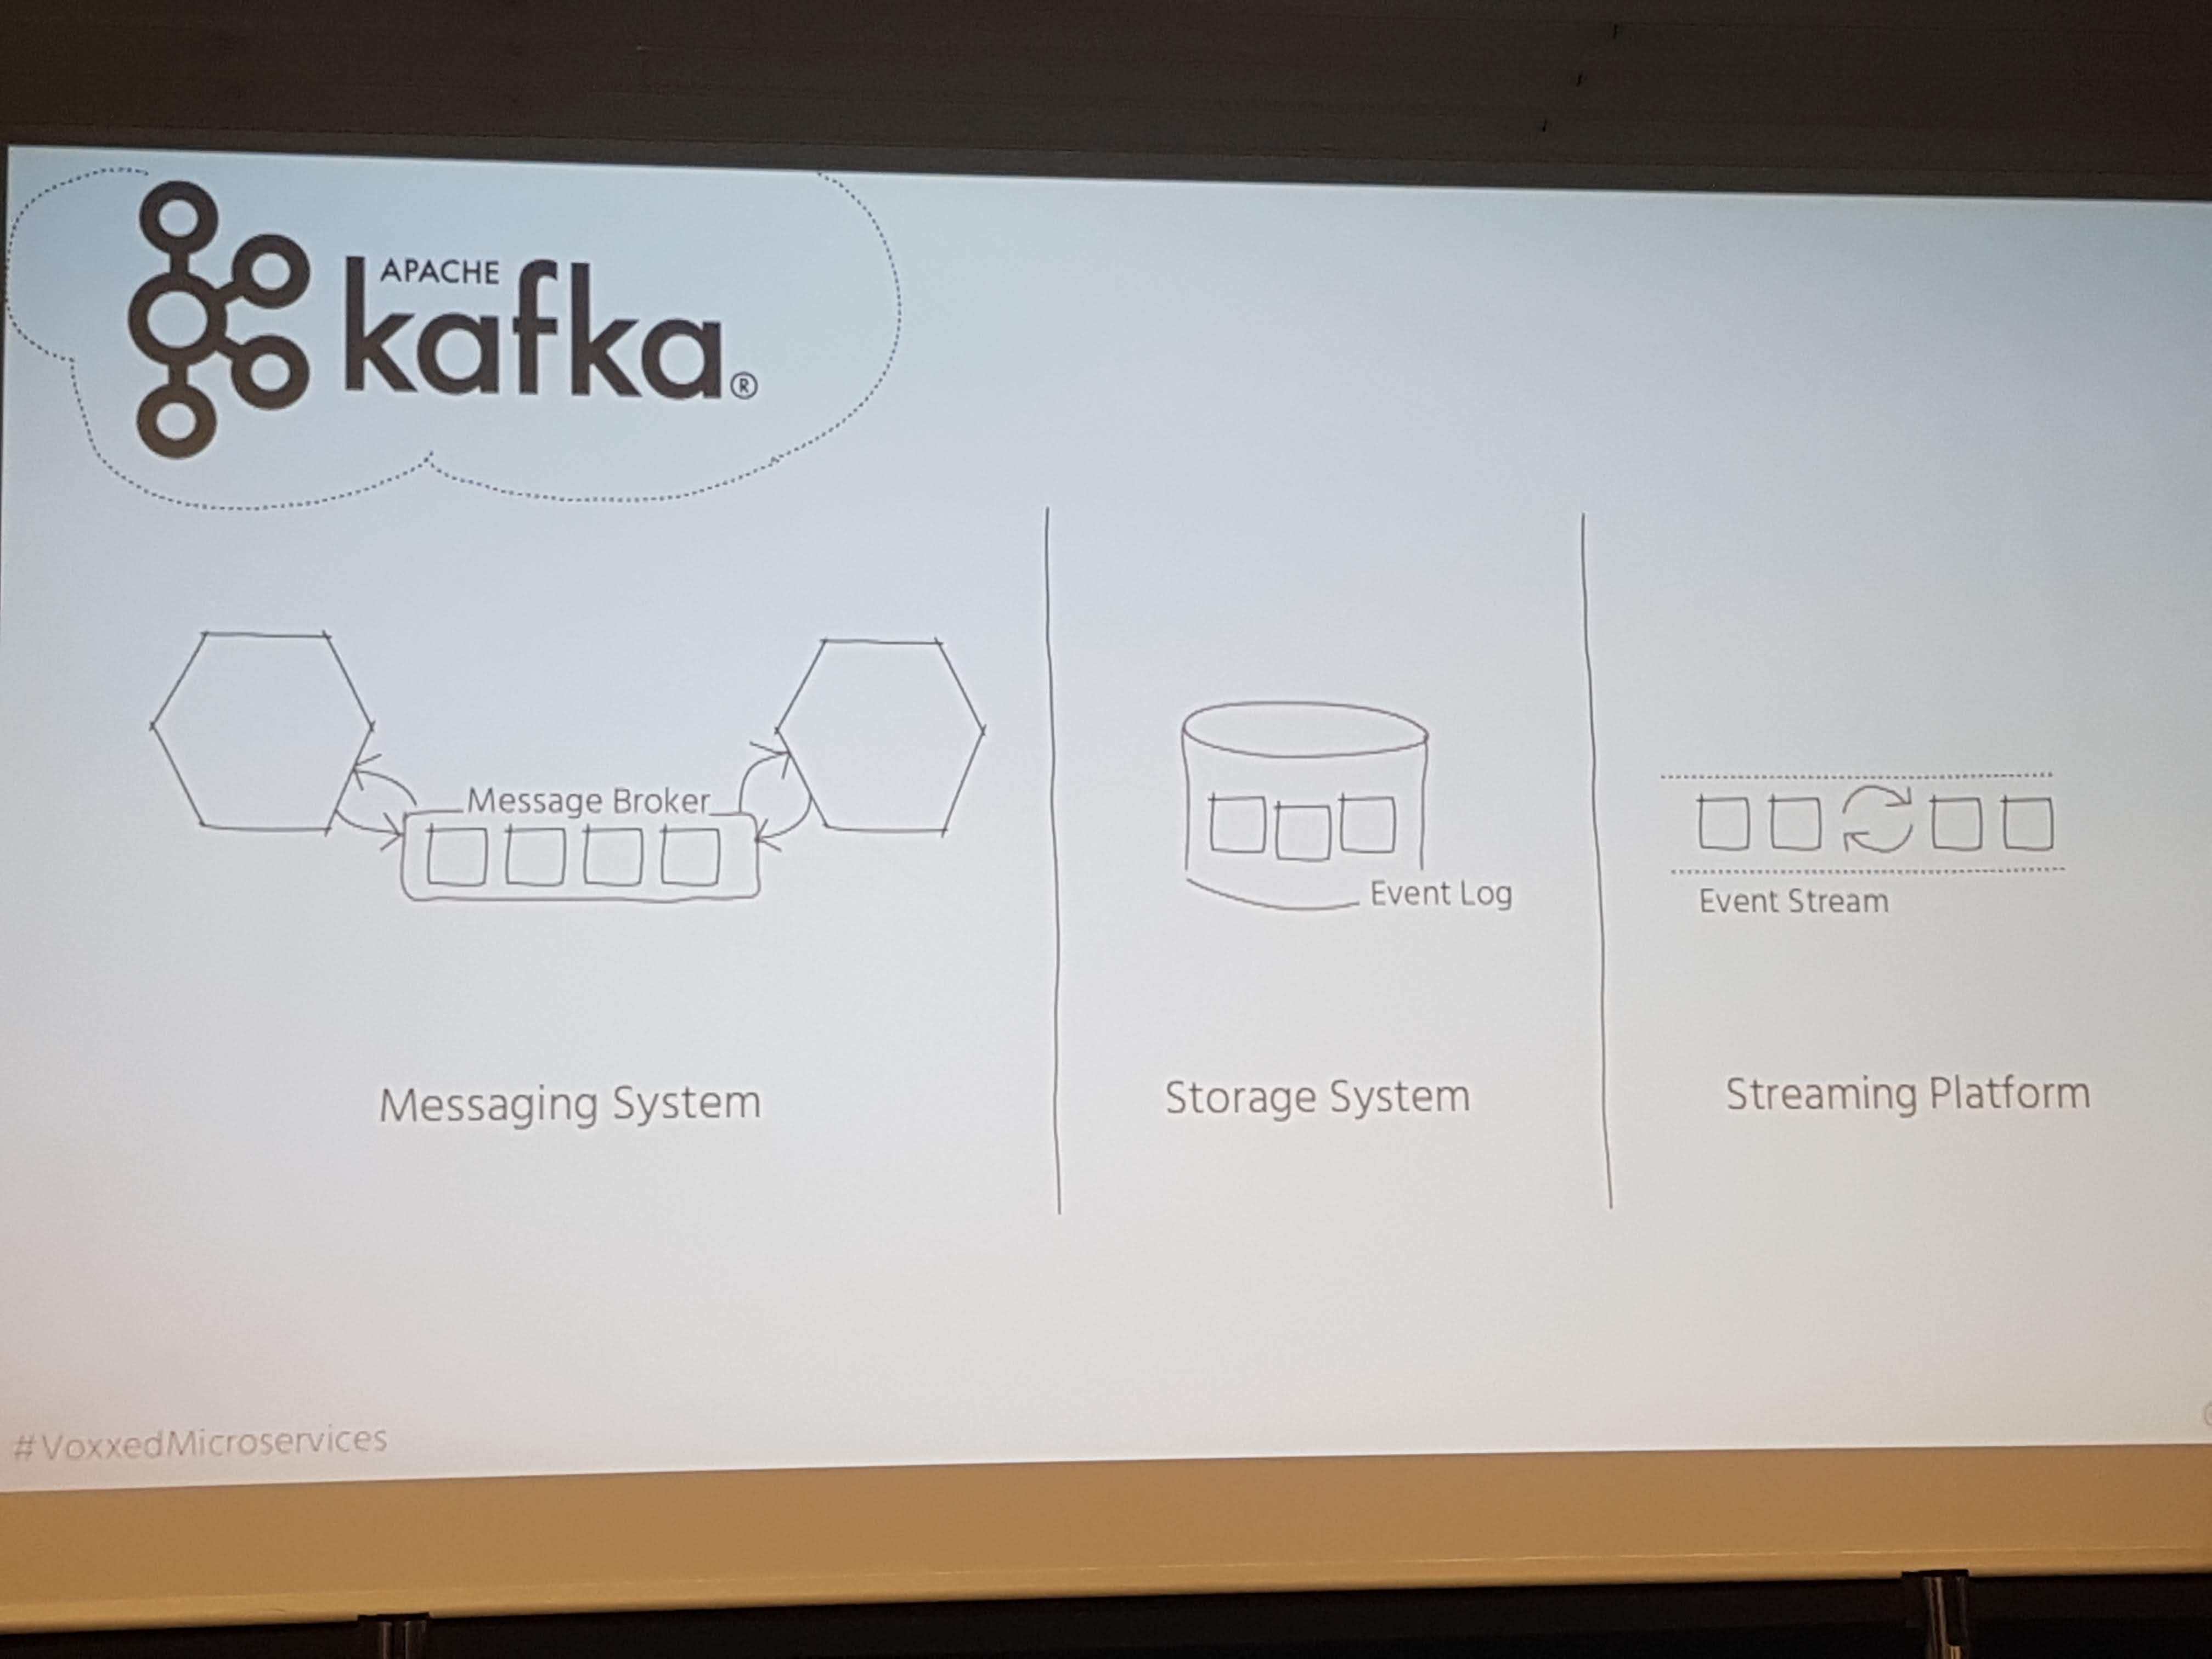 APACHE
kafka®
Message Broker
Event Log
Event Stream
Messaging System
Storage System
Streaming Platform
#VoxxedMicroservices